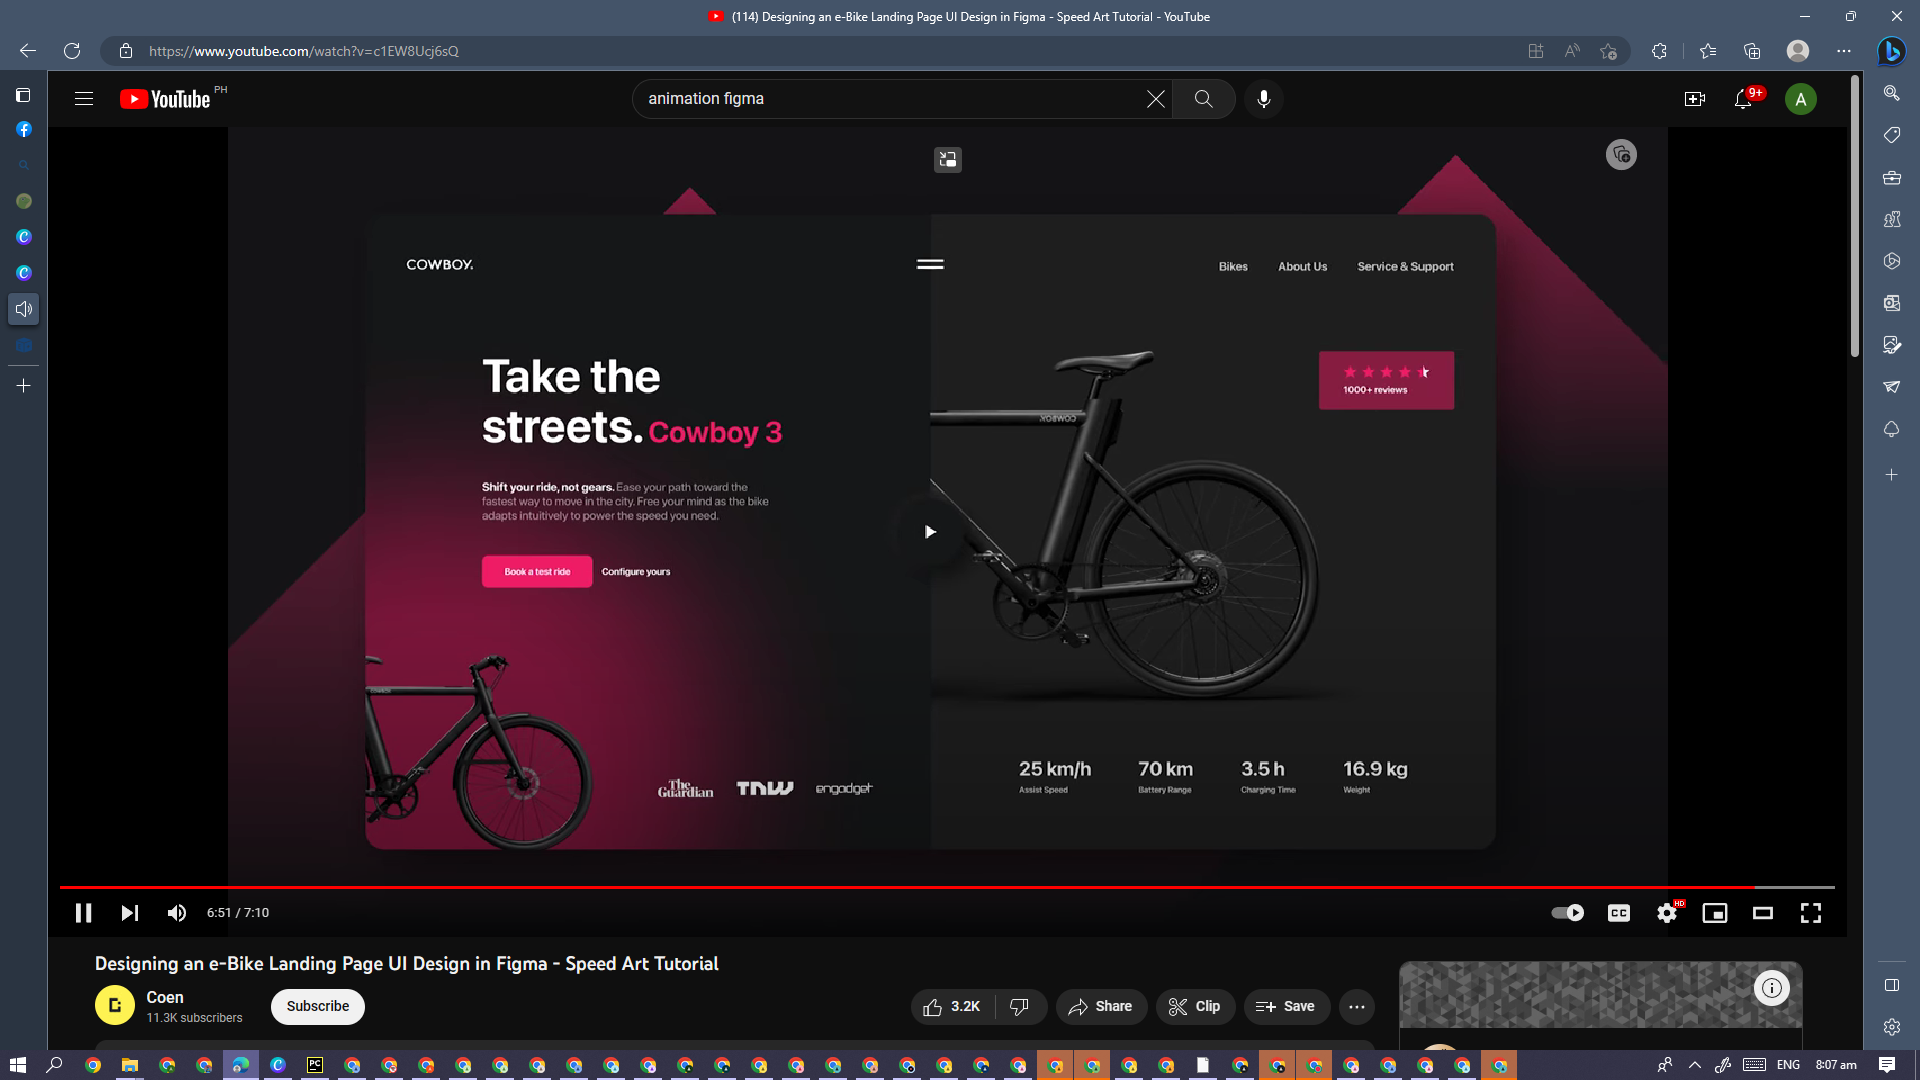 (114) Designing an e-Bike Landing Page UI Design in Figma - Speed Art Tutorial - YouTube
https://www.youtube.com/watch?v=c1EW8Ucj6sQ
YouTube PH
animation figma
9+
A
COWBOY.
Bikes
About Us
Service & Support
Take the
streets. Cowboy 3
1000+ reviews
COWBOY
Shift your ride, not gears. Ease your path toward the
fastest way to move in the city. Free your mind as the bike
adapts intuitively to power the speed you need.
Book a test ride
Configure yours
COWBOY
The Guardian
TNW
engadget
25 km/h
Assist Speed
70 km
Battery Range
3.5 h
Charging Time
16.9 kg
Weight
6:51 / 7:10
CC
HD
Designing an e-Bike Landing Page UI Design in Figma - Speed Art Tutorial
Coen
11.3K subscribers
Subscribe
3.2K
Share
Clip
Save
PC
ENG
8:07 am